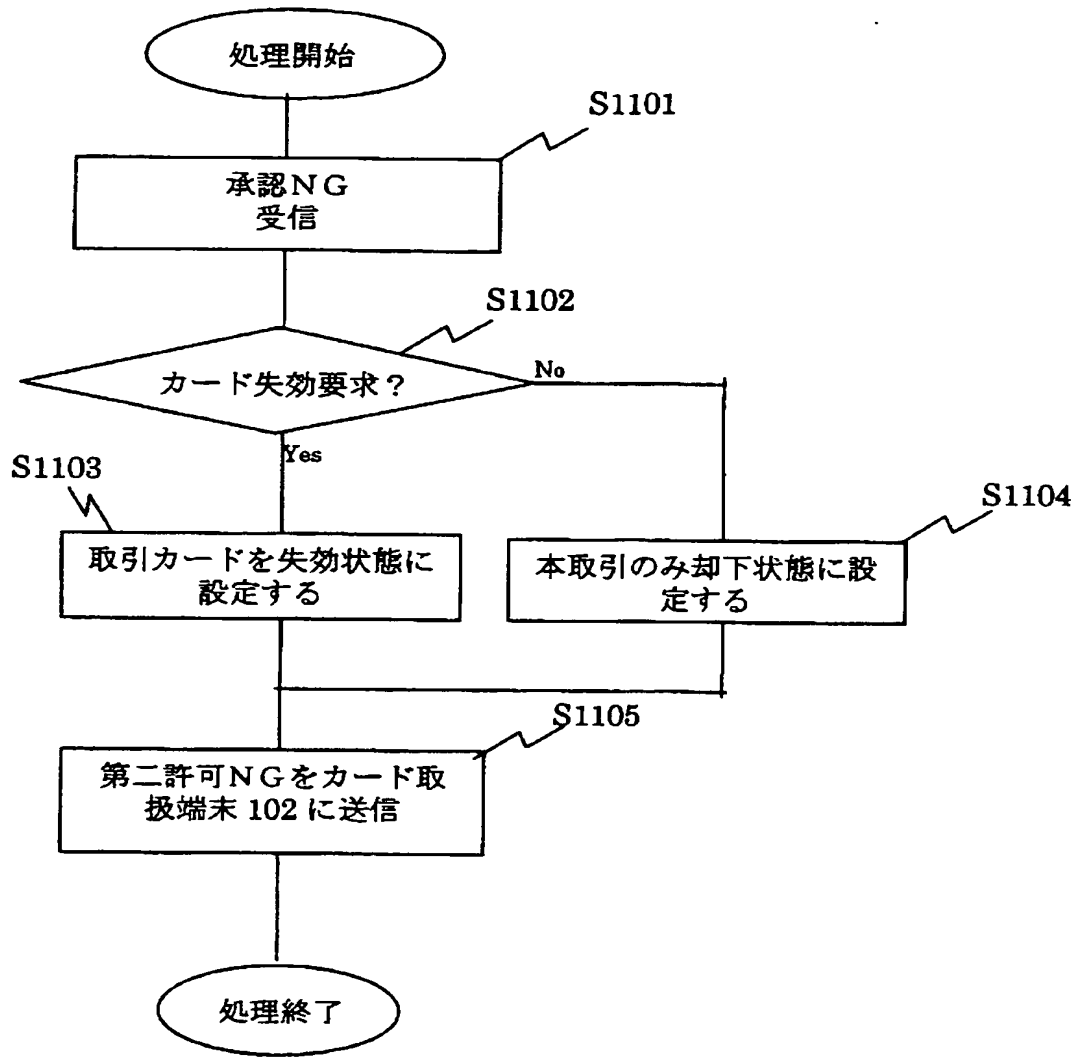 処理開始
S1101
承認NG
受信
S1102
カード失効要求?
No
Yes
S1103
取引カードを失効状態に
設定する
S1104
本取引のみ却下状態に設
定する
S1105
第二許可NGをカード取
扱端末 102 に送信
処理終了